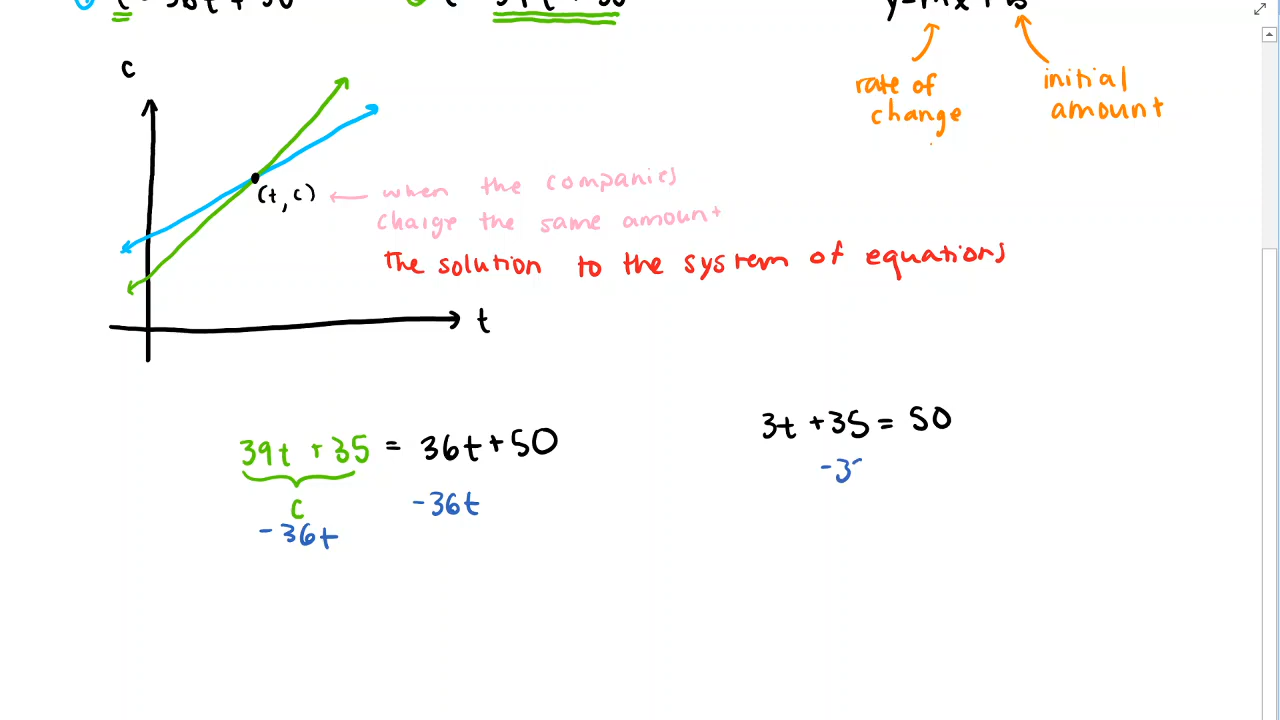 c
rate of
change
initial
amount
(t, c)
when the companies
charge the same amount
The solution to the system of equations
t
39t + 35 = 36t + 50
c
-36t
-36t
3t + 35 = 50
-3